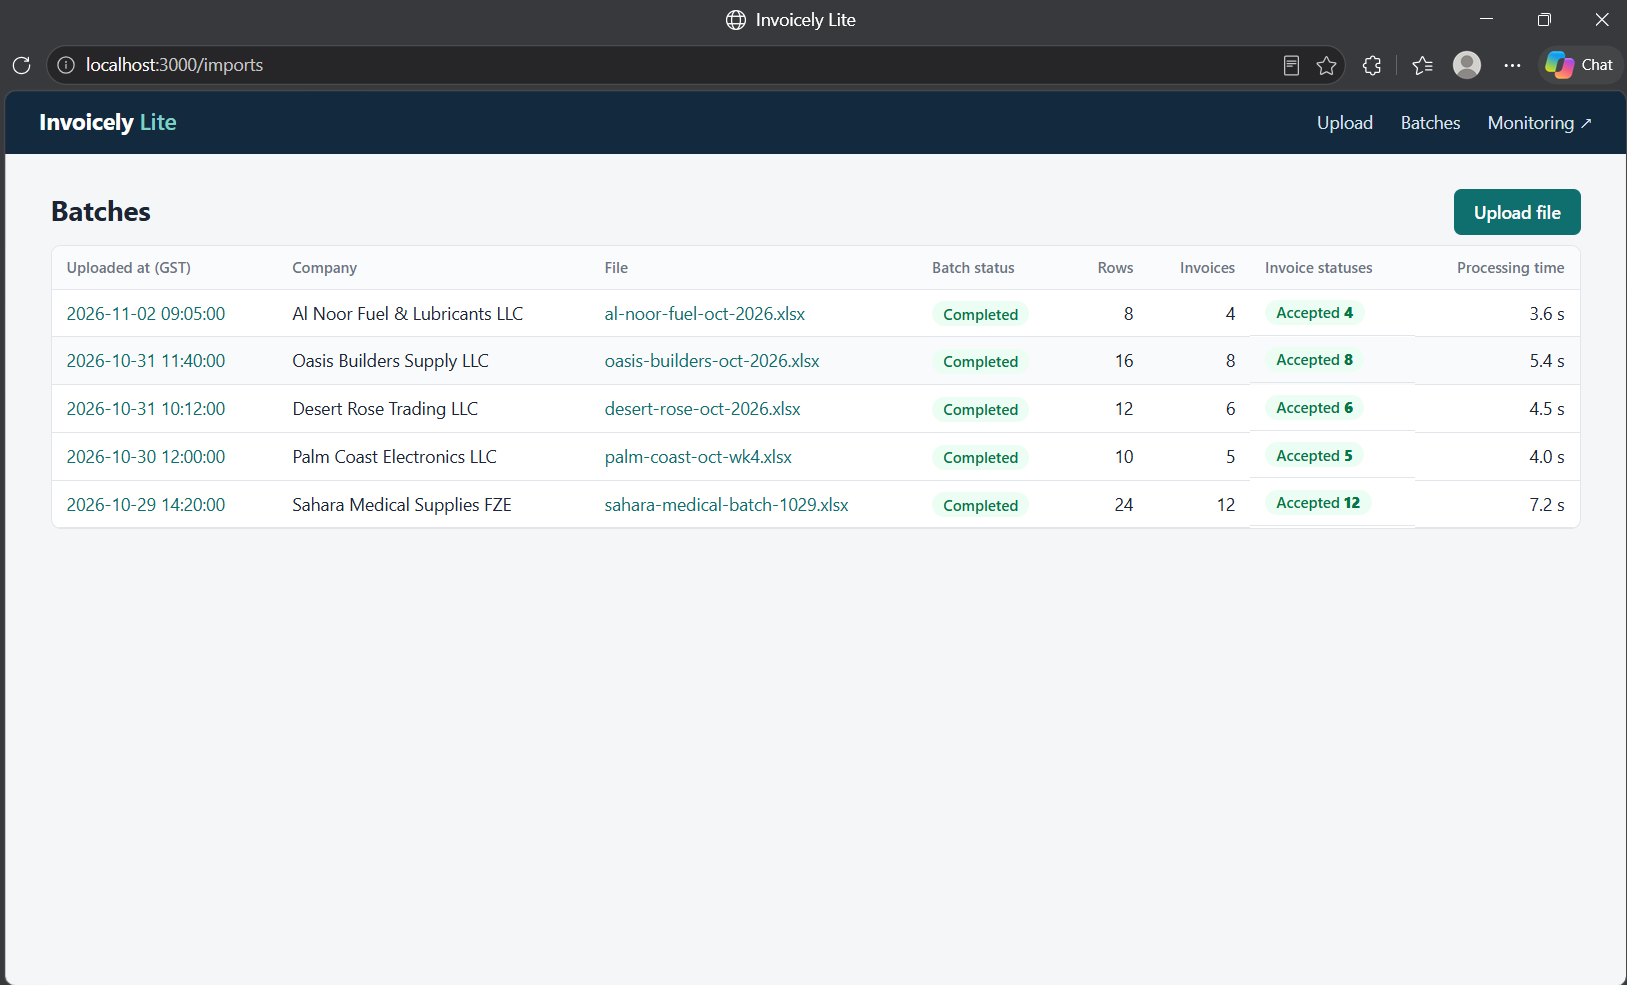 Invoicely Lite
localhost:3000/imports
Chat
Invoicely Lite
Upload Batches Monitoring ↗
Batches
Upload file
Uploaded at (GST) Company File Batch status Rows Invoices Invoice statuses Processing time
2026-11-02 09:05:00 Al Noor Fuel & Lubricants LLC al-noor-fuel-oct-2026.xlsx Completed 8 4 Accepted 4 3.6 s
2026-10-31 11:40:00 Oasis Builders Supply LLC oasis-builders-oct-2026.xlsx Completed 16 8 Accepted 8 5.4 s
2026-10-31 10:12:00 Desert Rose Trading LLC desert-rose-oct-2026.xlsx Completed 12 6 Accepted 6 4.5 s
2026-10-30 12:00:00 Palm Coast Electronics LLC palm-coast-oct-wk4.xlsx Completed 10 5 Accepted 5 4.0 s
2026-10-29 14:20:00 Sahara Medical Supplies FZE sahara-medical-batch-1029.xlsx Completed 24 12 Accepted 12 7.2 s